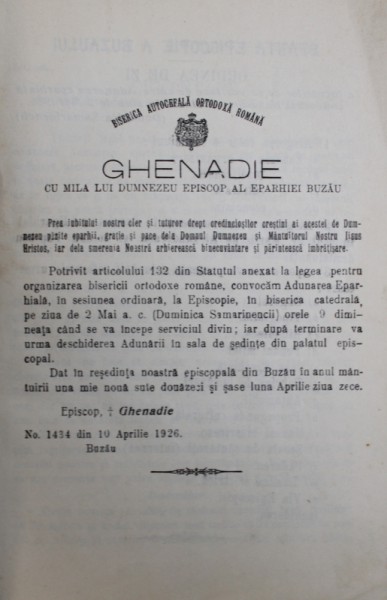 BISERICA AUTOCEFALĂ ORTODOXĂ ROMÂNĂ
GHENADIE
CU MILA LUI DUMNEZEU EPISCOP AL EPARHIEI BUZĂU
Prea iubitului nostru cler și tuturor drept credincioșilor creștini ai acestei de Dum-
nezeu păzite eparhii, grație și pace dela Domnul Dumnezeu și Mântuitorul Nostru Iisus
Hristos, iar dela smerenia Noastră arhierească binecuvântare și părintească îmbrățișare.
Potrivit articolului 132 din Statutul anexat la legea pentru
organizarea bisericii ortodoxe române, convocăm Adunarea Epar-
hială, în sesiunea ordinară, la Episcopie, în biserica catedrală,
pe ziua de 2 Mai a. c. (Duminica Samarinencii) orele 9 dimi-
neața când se va începe serviciul divin; iar după terminare va
urma deschiderea Adunării în sala de ședințe din palatul epis-
copal.
Dat în reședința noastră episcopală din Buzău în anul mân-
tuirii una mie nouă sute douăzeci și șase luna Aprilie ziua zece.
Episcop, † Ghenadie
No. 1434 din 10 Aprilie 1926.
Buzău